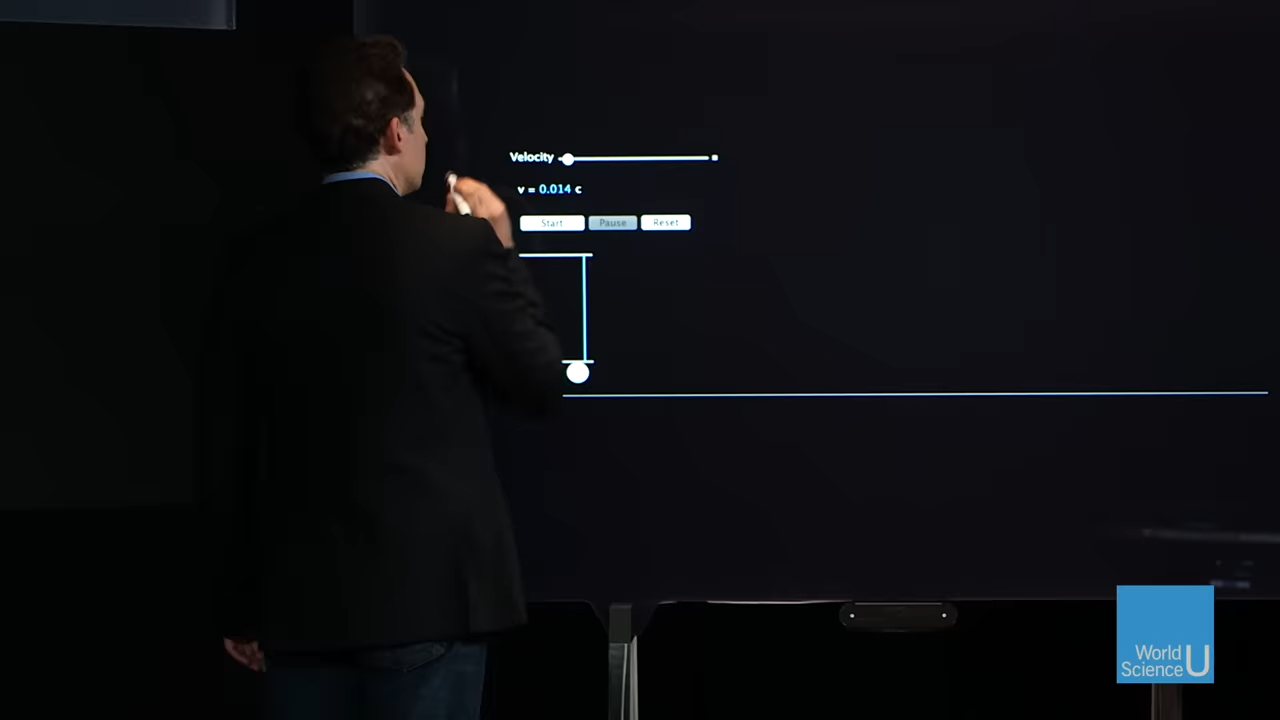 Velocity
v = 0.014 c
Start Pause Reset
World
Science U